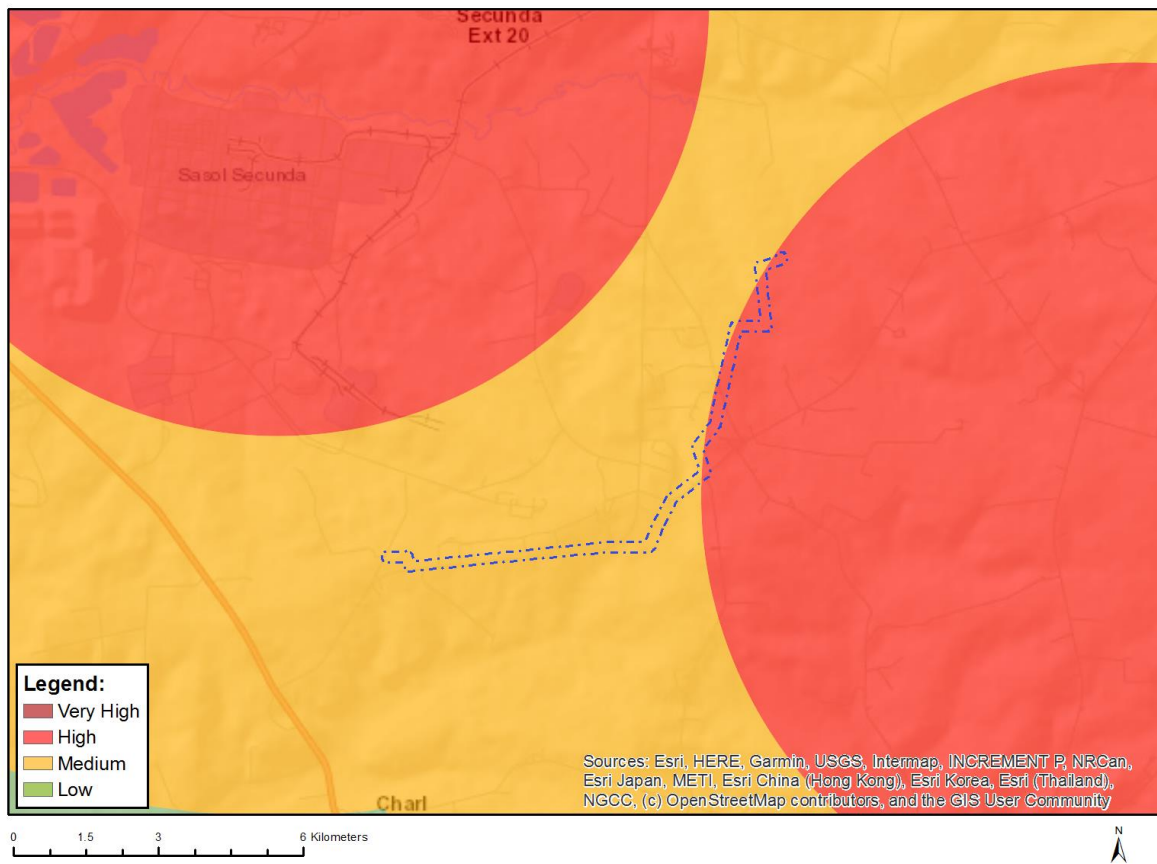 Secunda
Ext 20
Sasol Secunda
Legend:
Very High
High
Medium
Low
Charl
Sources: Esri, HERE, Garmin, USGS, Intermap, INCREMENT P, NRCan,
Esri Japan, METI, Esri China (Hong Kong), Esri Korea, Esri (Thailand),
NGCC, (c) OpenStreetMap contributors, and the GIS User Community
0 1.5 3 6 Kilometers
N